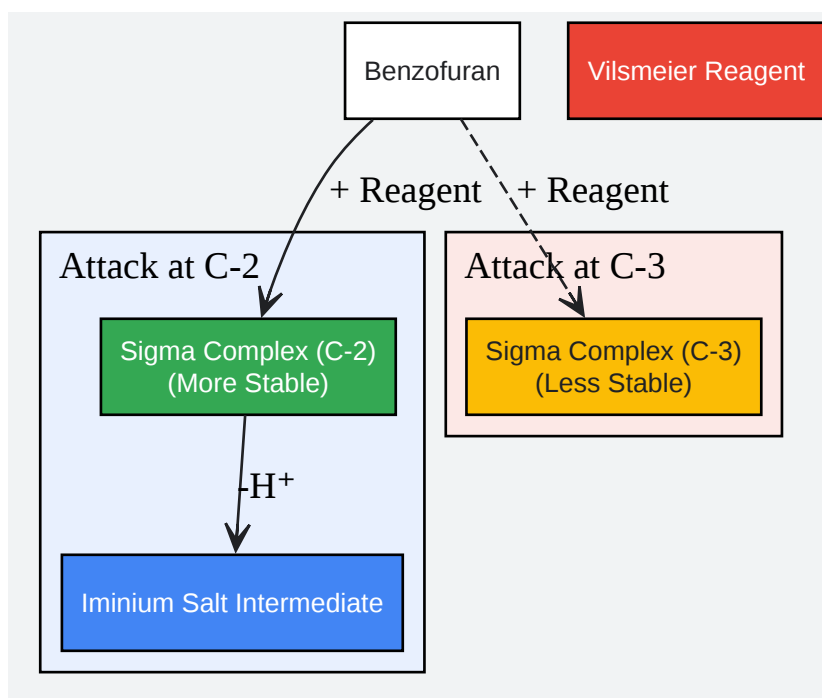 Benzofuran
Vilsmeier Reagent
+ Reagent
+ Reagent
Attack at C-2
Attack at C-3
Sigma Complex (C-2)
(More Stable)
Sigma Complex (C-3)
(Less Stable)
-H⁺
Iminium Salt Intermediate